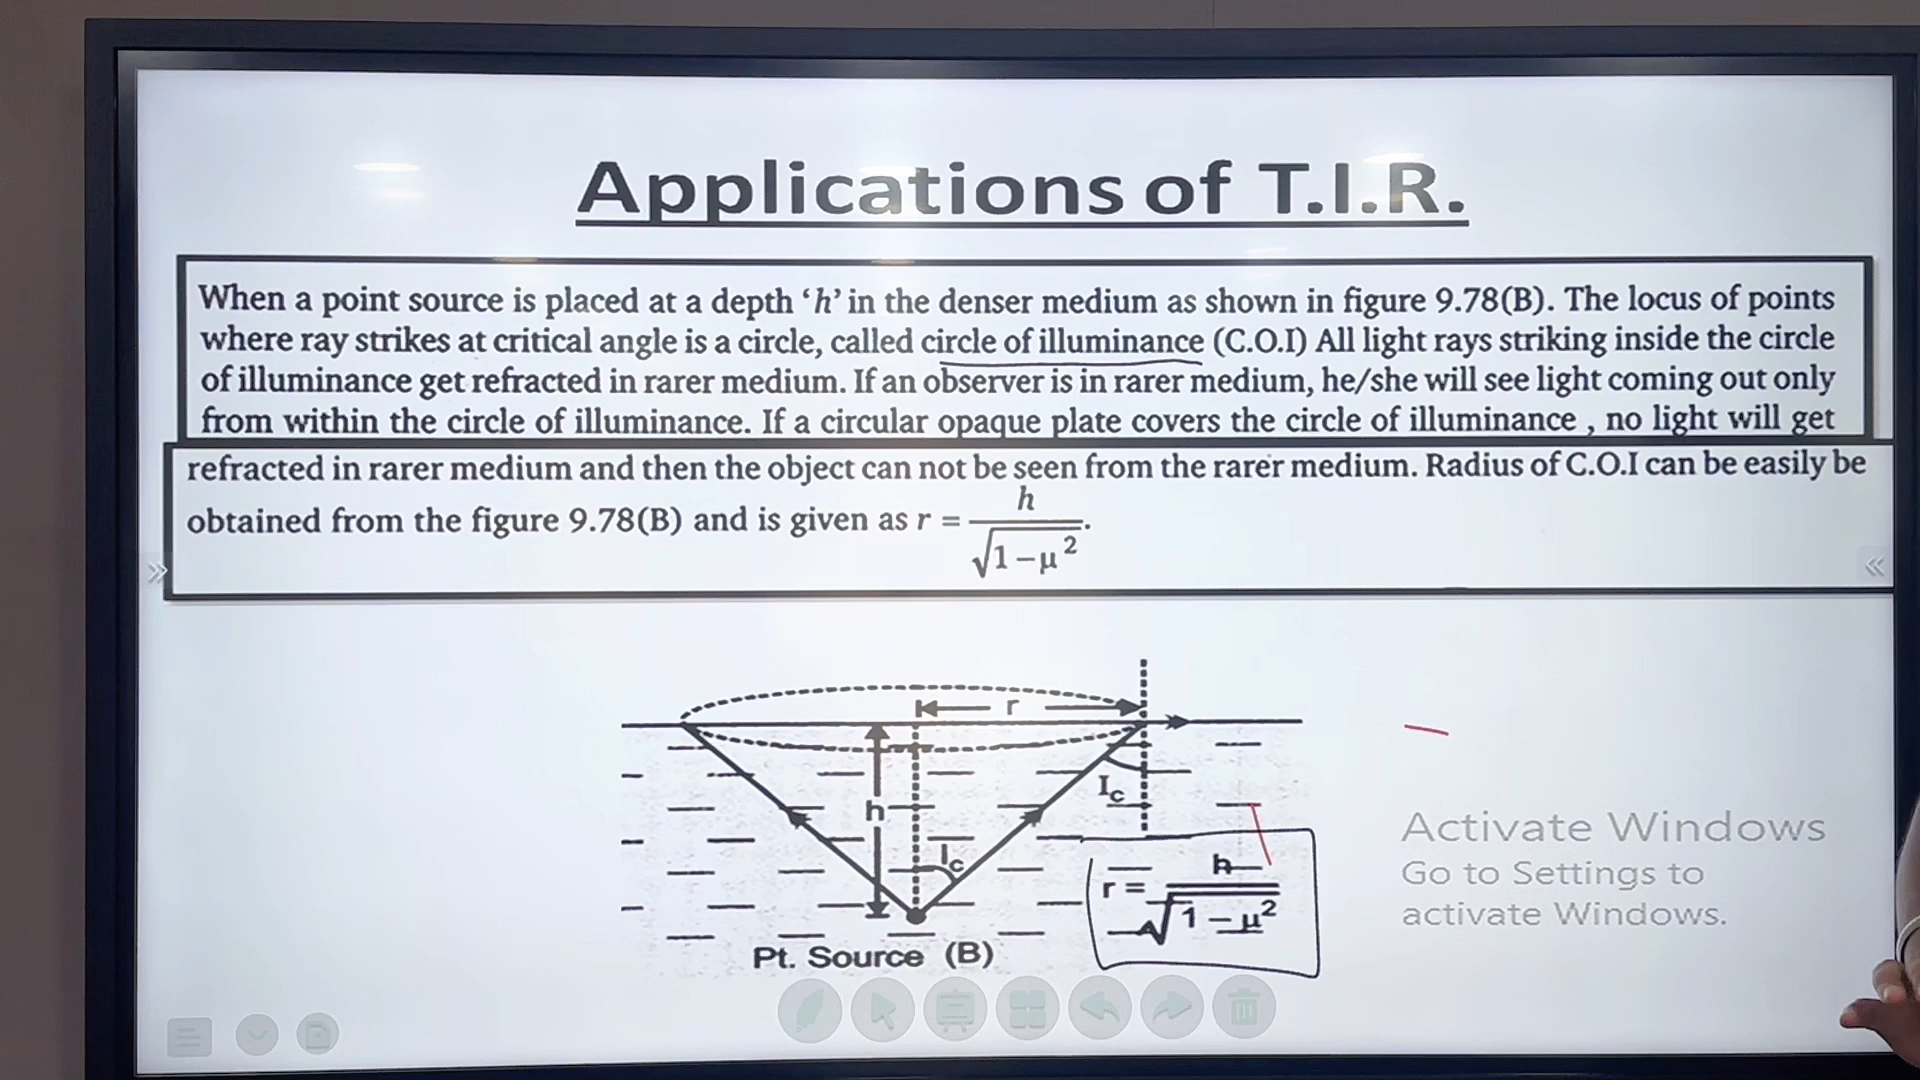 Applications of T.I.R.
When a point source is placed at a depth ‘h’ in the denser medium as shown in figure 9.78(B). The locus of points
where ray strikes at critical angle is a circle, called circle of illuminance (C.O.I) All light rays striking inside the circle
of illuminance get refracted in rarer medium. If an observer is in rarer medium, he/she will see light coming out only
from within the circle of illuminance. If a circular opaque plate covers the circle of illuminance , no light will get
refracted in rarer medium and then the object can not be seen from the rarer medium. Radius of C.O.I can be easily be
obtained from the figure 9.78(B) and is given as r = h / √1 – μ².
r
h
Ic
Ic
r = h / √1 – μ²
Pt. Source (B)
Activate Windows
Go to Settings to
activate Windows.